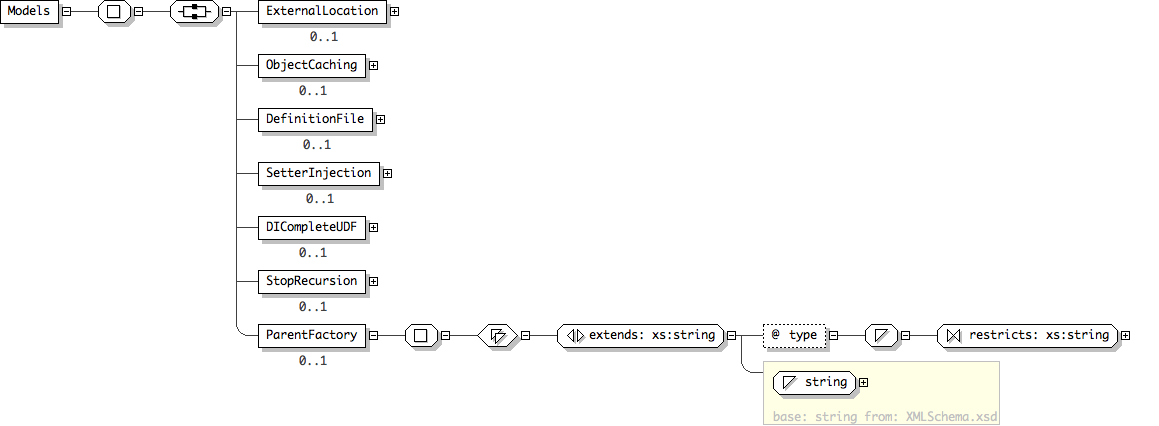 Models
ExternalLocation
0..1
ObjectCaching
0..1
DefinitionFile
0..1
SetterInjection
0..1
DICompleteUDF
0..1
StopRecursion
0..1
ParentFactory
extends: xs:string
@ type
restricts: xs:string
0..1
string
base: string from: XMLSchema.xsd